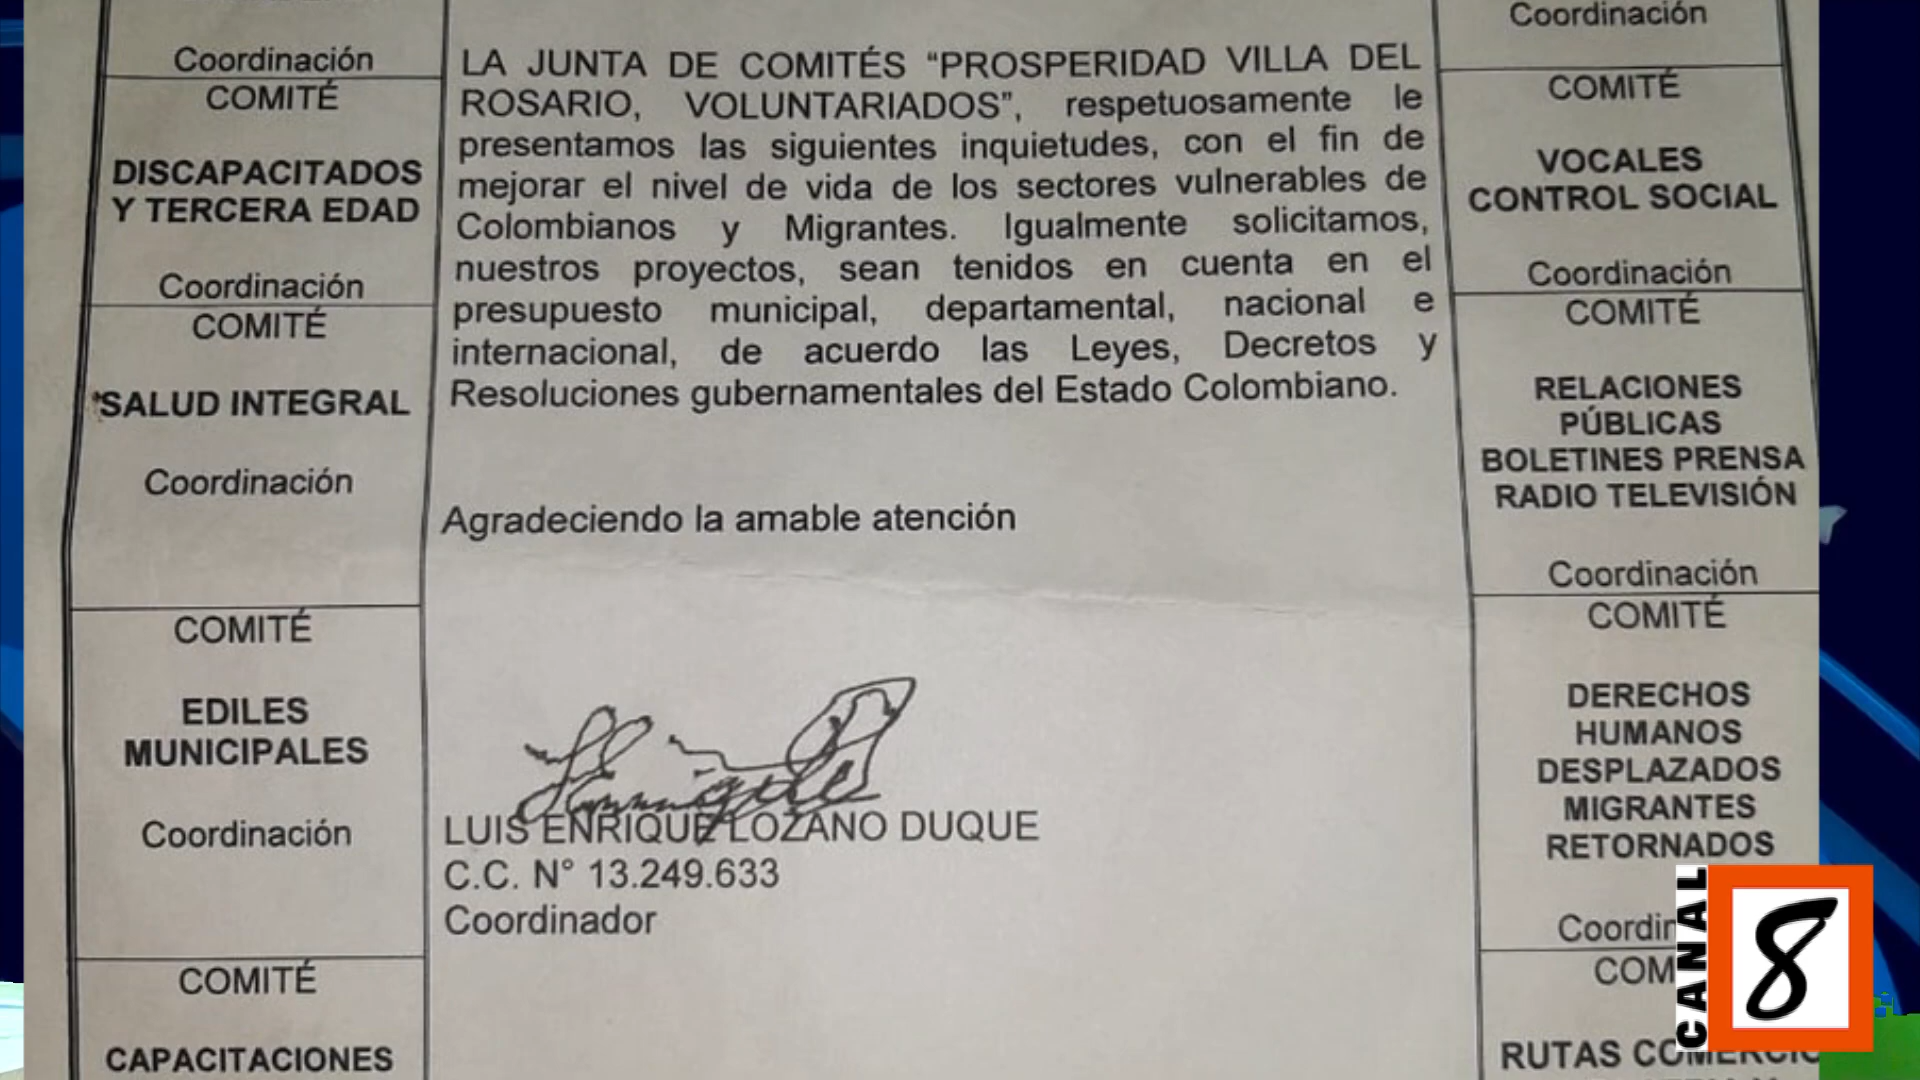 Coordinación
COMITÉ
DISCAPACITADOS
Y TERCERA EDAD
Coordinación
COMITÉ
SALUD INTEGRAL
Coordinación
COMITÉ
EDILES
MUNICIPALES
Coordinación
COMITÉ
CAPACITACIONES
LA JUNTA DE COMITÉS “PROSPERIDAD VILLA DEL
ROSARIO, VOLUNTARIADOS”, respetuosamente le
presentamos las siguientes inquietudes, con el fin de
mejorar el nivel de vida de los sectores vulnerables de
Colombianos y Migrantes. Igualmente solicitamos,
nuestros proyectos, sean tenidos en cuenta en el
presupuesto municipal, departamental, nacional e
internacional, de acuerdo las Leyes, Decretos y
Resoluciones gubernamentales del Estado Colombiano.
Agradeciendo la amable atención
LUIS ENRIQUE LOZANO DUQUE
C.C. N° 13.249.633
Coordinador
Coordinación
COMITÉ
VOCALES
CONTROL SOCIAL
Coordinación
COMITÉ
RELACIONES
PÚBLICAS
BOLETINES PRENSA
RADIO TELEVISIÓN
Coordinación
COMITÉ
DERECHOS
HUMANOS
DESPLAZADOS
MIGRANTES
RETORNADOS
Coordin
COM
RUTAS COMERCIO
CANAL
8